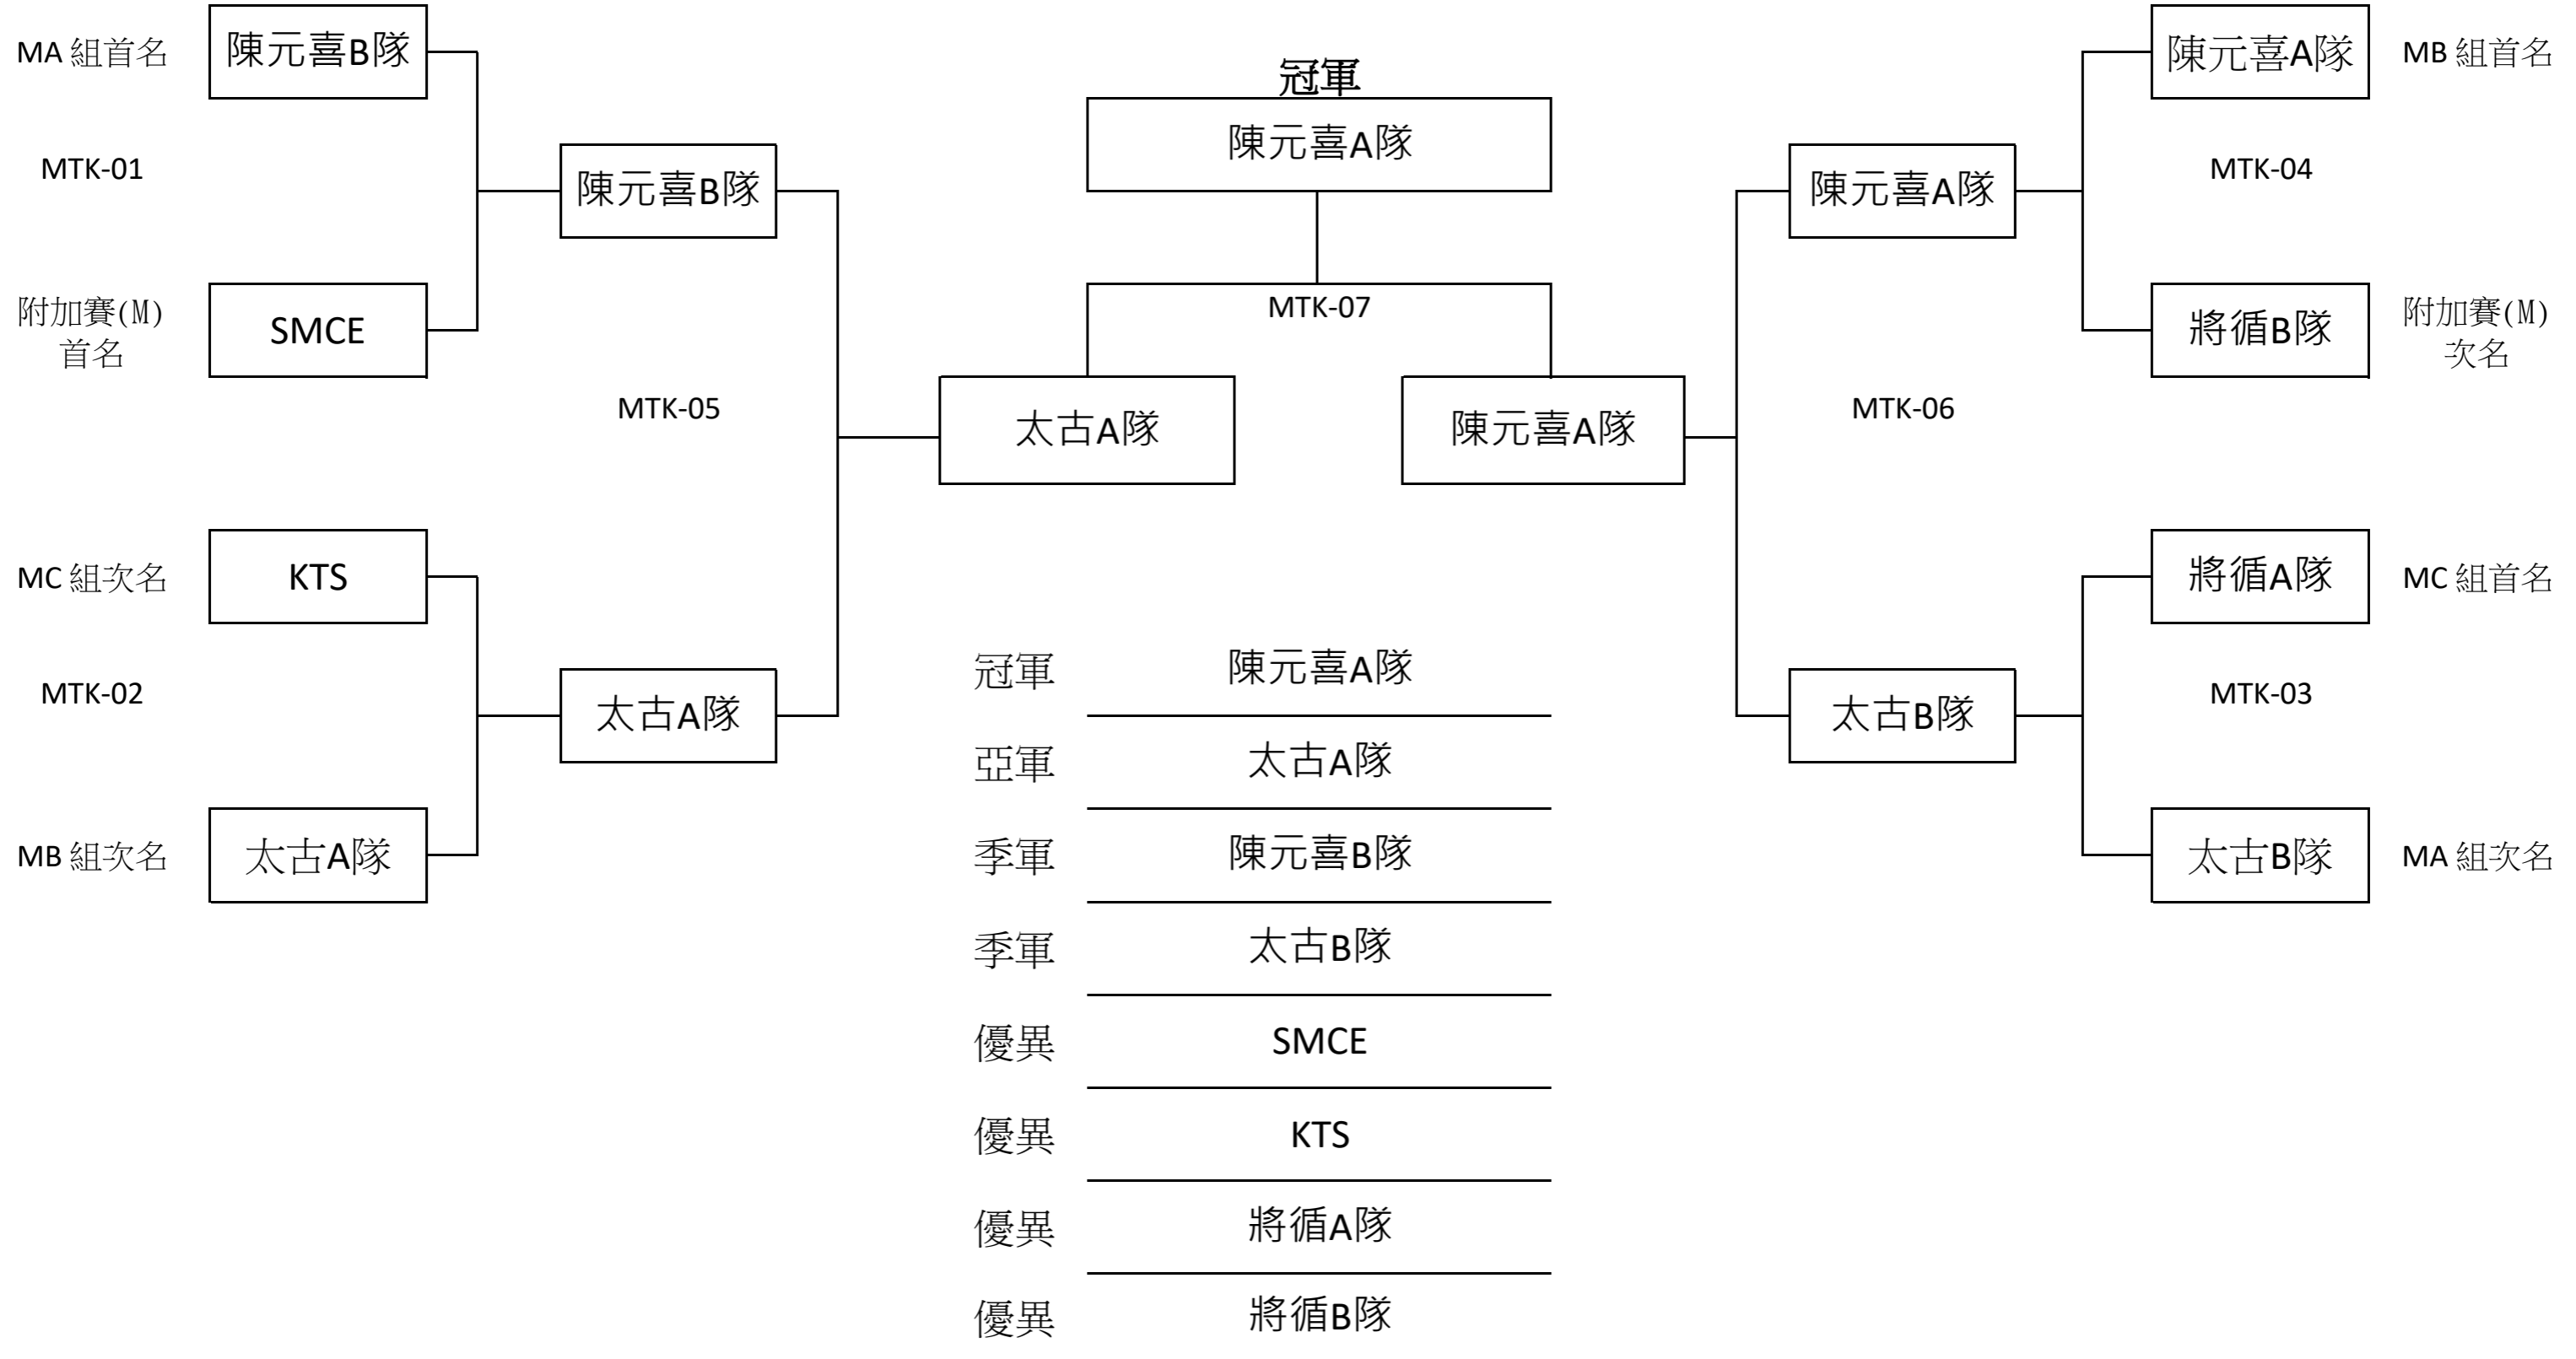 MA 組首名
陳元喜B隊
冠軍
陳元喜A隊
MB 組首名
陳元喜A隊
MTK-01
陳元喜B隊
陳元喜A隊
MTK-04
附加賽(M)
首名
SMCE
MTK-07
將循B隊
附加賽(M)
次名
MTK-05
太古A隊
陳元喜A隊
MTK-06
MC 組次名
KTS
將循A隊
MC 組首名
MTK-02
太古A隊
太古B隊
MTK-03
MB 組次名
太古A隊
太古B隊
MA 組次名
冠軍 陳元喜A隊
亞軍 太古A隊
季軍 陳元喜B隊
季軍 太古B隊
優異 SMCE
優異 KTS
優異 將循A隊
優異 將循B隊